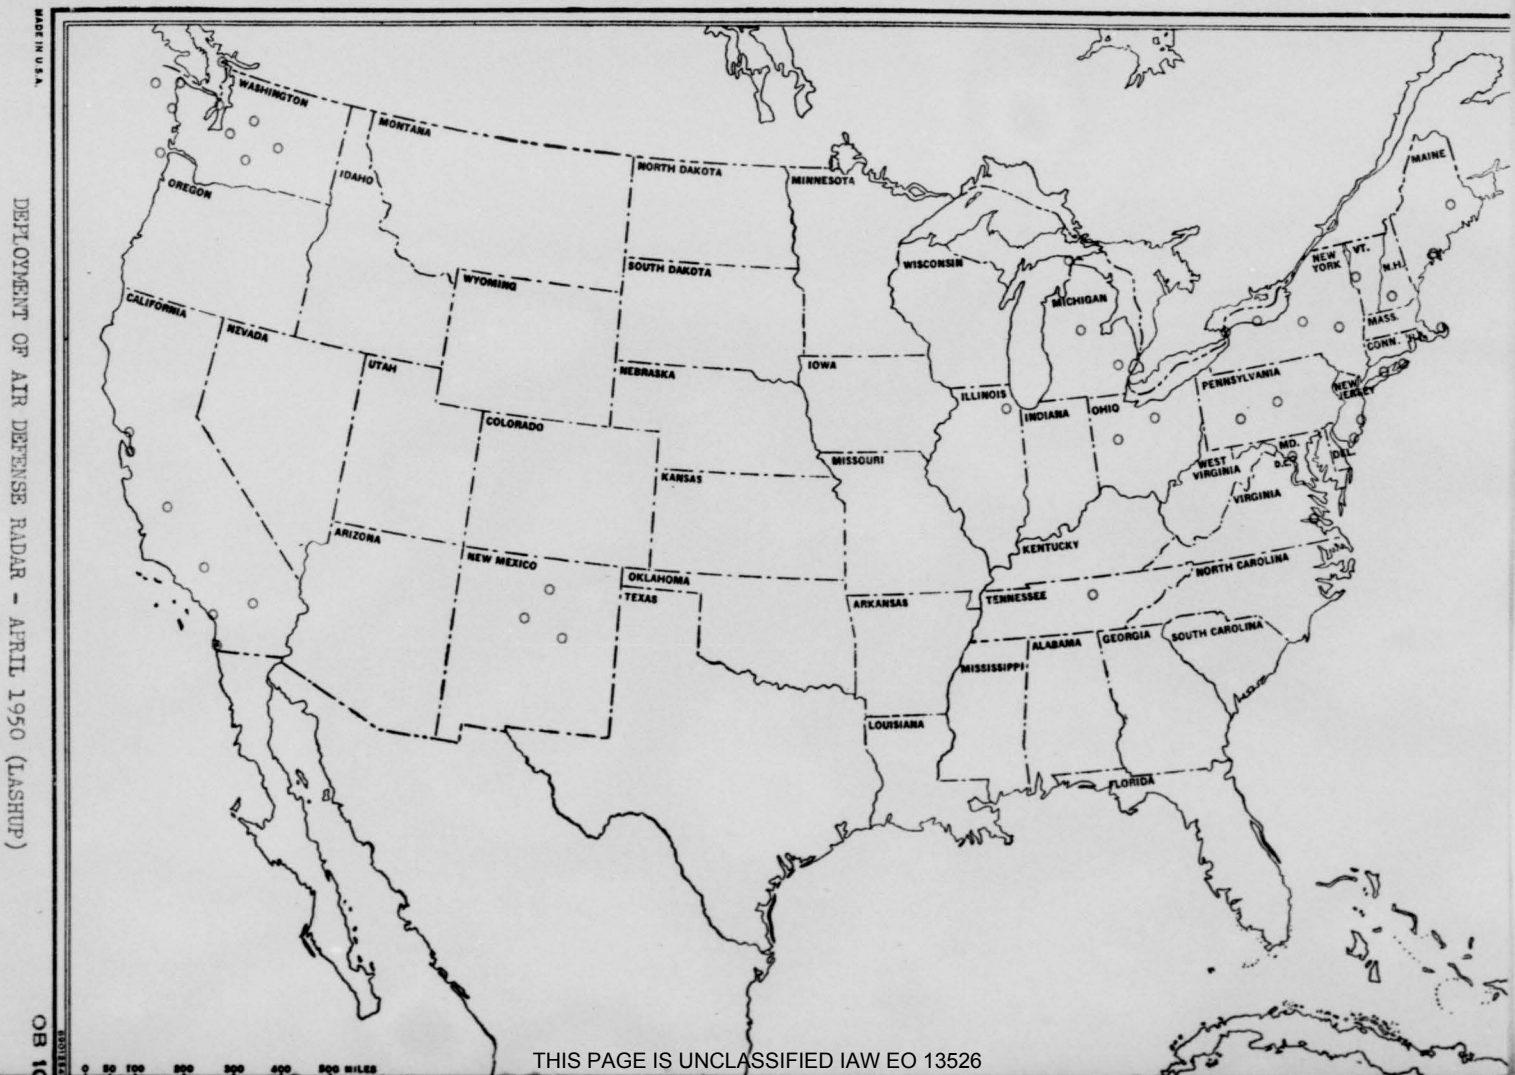 MADE IN U.S.A.
DEPLOYMENT OF AIR DEFENSE RADAR - APRIL 1950 (LASHUP)
WASHINGTON
MONTANA
NORTH DAKOTA
MINNESOTA
MAINE
IDAHO
OREGON
VT.
NEW
YORK
N.H.
WISCONSIN
SOUTH DAKOTA
WYOMING
MICHIGAN
CALIFORNIA
NEVADA
MASS.
CONN.
R.I.
UTAH
NEBRASKA
IOWA
PENNSYLVANIA
NEW
JERSEY
ILLINOIS
INDIANA
OHIO
COLORADO
MD.
DEL.
D.C.
WEST
VIRGINIA
MISSOURI
KANSAS
VIRGINIA
ARIZONA
KENTUCKY
NEW MEXICO
NORTH CAROLINA
OKLAHOMA
TEXAS
ARKANSAS
TENNESSEE
SOUTH CAROLINA
GEORGIA
ALABAMA
MISSISSIPPI
LOUISIANA
FLORIDA
0 50 100 200 300 400 500 MILES
THIS PAGE IS UNCLASSIFIED IAW EO 13526